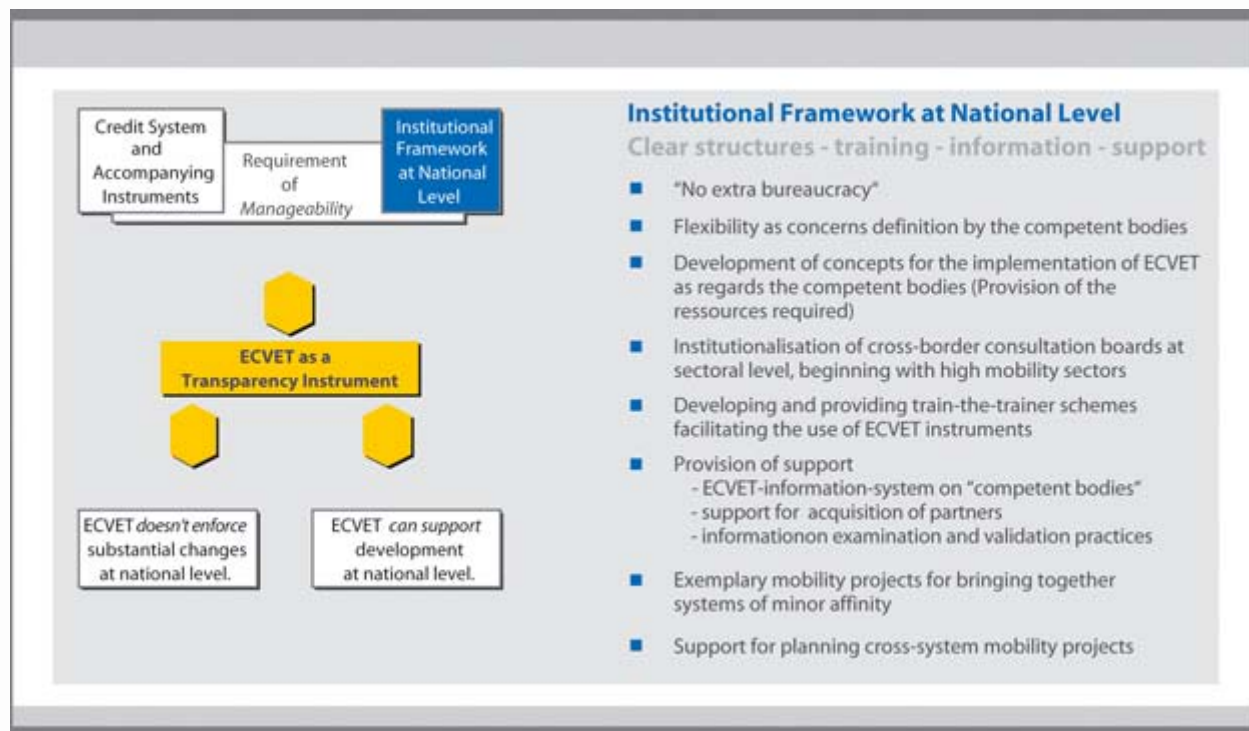 Credit System
and
Accompanying
Instruments
Requirement
of
Manageability
Institutional
Framework
at National
Level
ECVET as a
Transparency Instrument
ECVET doesn't enforce
substantial changes
at national level.
ECVET can support
development
at national level.
Institutional Framework at National Level
Clear structures - training - information - support
"No extra bureaucracy"
Flexibility as concerns definition by the competent bodies
Development of concepts for the implementation of ECVET
as regards the competent bodies (Provision of the
ressources required)
Institutionalisation of cross-border consultation boards at
sectoral level, beginning with high mobility sectors
Developing and providing train-the-trainer schemes
facilitating the use of ECVET instruments
Provision of support
- ECVET-information-system on "competent bodies"
- support for acquisition of partners
- informationon examination and validation practices
Exemplary mobility projects for bringing together
systems of minor affinity
Support for planning cross-system mobility projects